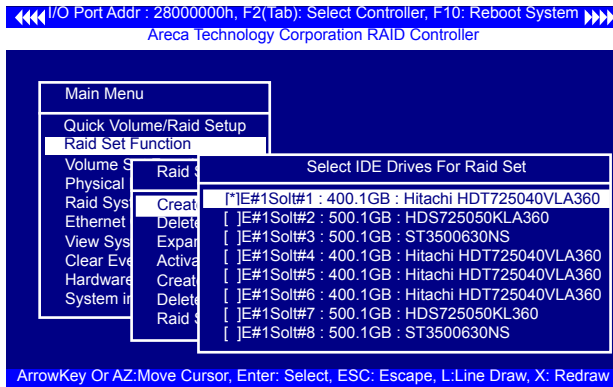 I/O Port Addr : 28000000h, F2(Tab): Select Controller, F10: Reboot System
Areca Technology Corporation RAID Controller
Main Menu
Quick Volume/Raid Setup
Raid Set Function
Volume S
Physical
Raid Sys
Ethernet
View Sys
Clear Eve
Hardware
System in
Raid S
Creat
Delete
Expan
Activa
Creat
Delete
Raid S
Select IDE Drives For Raid Set
[*]E#1Solt#1 : 400.1GB : Hitachi HDT725040VLA360
[ ]E#1Solt#2 : 500.1GB : HDS725050KLA360
[ ]E#1Solt#3 : 500.1GB : ST3500630NS
[ ]E#1Solt#4 : 400.1GB : Hitachi HDT725040VLA360
[ ]E#1Solt#5 : 400.1GB : Hitachi HDT725040VLA360
[ ]E#1Solt#6 : 400.1GB : Hitachi HDT725040VLA360
[ ]E#1Solt#7 : 500.1GB : HDS725050KL360
[ ]E#1Solt#8 : 500.1GB : ST3500630NS
ArrowKey Or AZ:Move Cursor, Enter: Select, ESC: Escape, L:Line Draw, X: Redraw